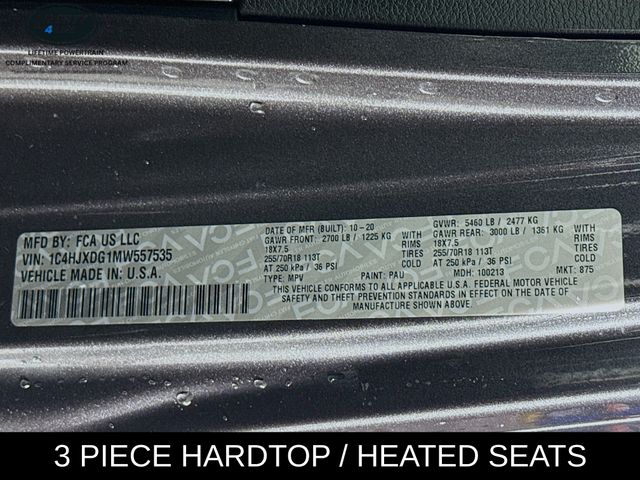 LIFETIME POWERTRAIN
COMPLIMENTARY SERVICE PROGRAM
MFD BY: FCA US LLC
VIN: 1C4HJXDG1MW557535
VEHICLE MADE IN U.S.A.
DATE OF MFR (BUILT): 10-20
GVWR: 5460 LB / 2477 KG
GAWR FRONT: 2700 LB / 1225 KG
GAWR REAR: 3000 LB / 1361 KG
18X7.5 RIMS
18X7.5 RIMS
255/70R18 113T TIRES
255/70R18 113T TIRES
AT 250 kPa / 36 PSI COLD
AT 250 kPa / 36 PSI COLD
TYPE: MPV PAINT: PAU MDH: 100213 MKT: 875
THIS VEHICLE CONFORMS TO ALL APPLICABLE U.S.A. FEDERAL MOTOR VEHICLE
SAFETY, BUMPER, AND THEFT PREVENTION STANDARDS IN EFFECT ON THE DATE OF
MANUFACTURE SHOWN ABOVE.
3 PIECE HARDTOP / HEATED SEATS